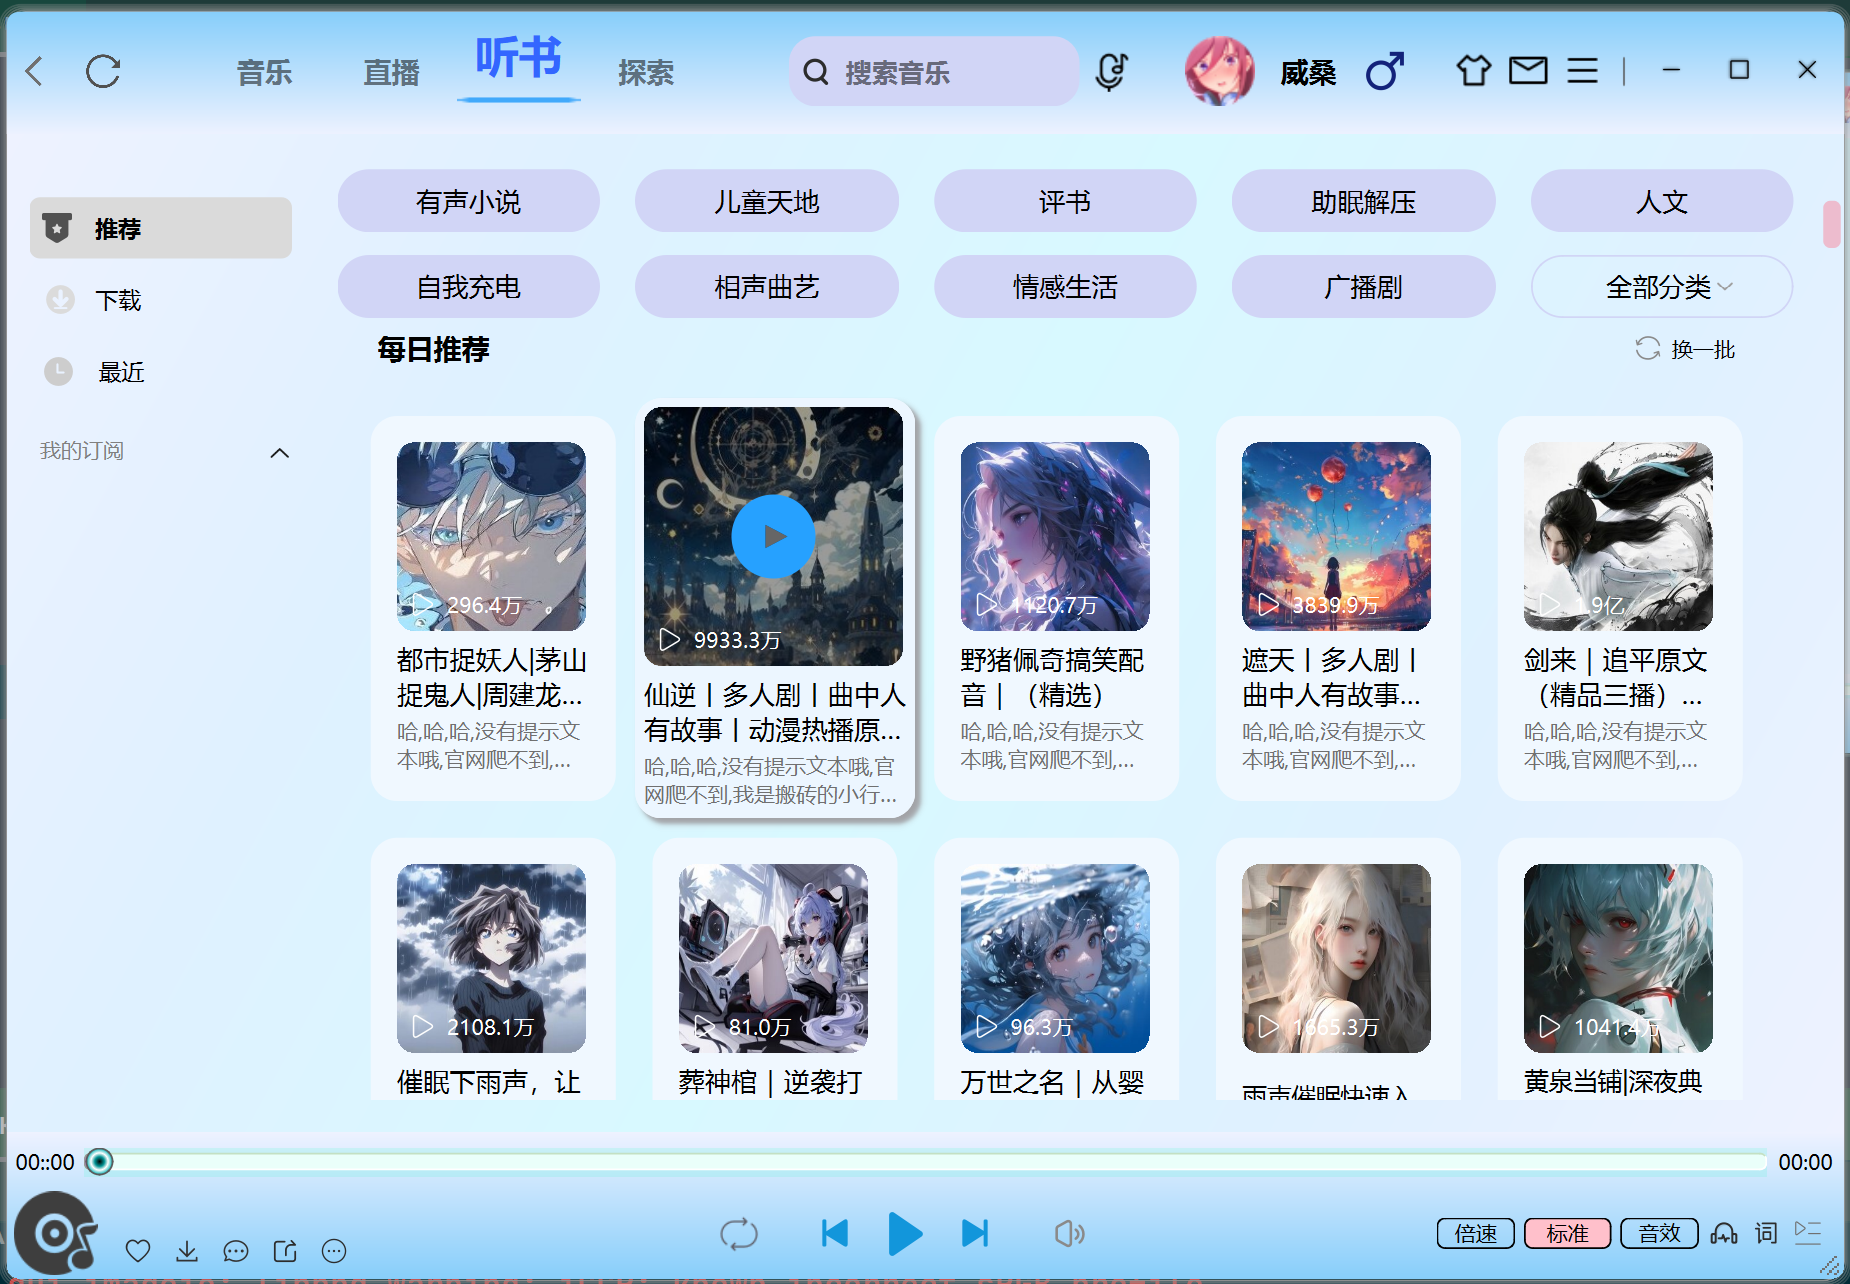 音乐 直播 听书 探索 搜索音乐 威桑
有声小说 儿童天地 评书 助眠解压 人文
推荐
自我充电 相声曲艺 情感生活 广播剧 全部分类
下载
每日推荐 换一批
最近
我的订阅
296.4万
9933.3万
1120.7万
3839.9万
1.9亿
都市捉妖人|茅山
捉鬼人|周建龙...
哈,哈,哈,没有提示文
本哦,官网爬不到,...
仙逆丨多人剧丨曲中人
有故事丨动漫热播原...
哈,哈,哈,没有提示文本哦,官
网爬不到,我是搬砖的小行...
野猪佩奇搞笑配
音｜（精选）
哈,哈,哈,没有提示文
本哦,官网爬不到,...
遮天丨多人剧丨
曲中人有故事...
哈,哈,哈,没有提示文
本哦,官网爬不到,...
剑来｜追平原文
（精品三播）...
哈,哈,哈,没有提示文
本哦,官网爬不到,...
2108.1万
81.0万
96.3万
1665.3万
1041.4万
催眠下雨声，让
葬神棺｜逆袭打
万世之名｜从婴
雨声催眠快速入
黄泉当铺|深夜典
00::00 00:00
倍速 标准 音效 词